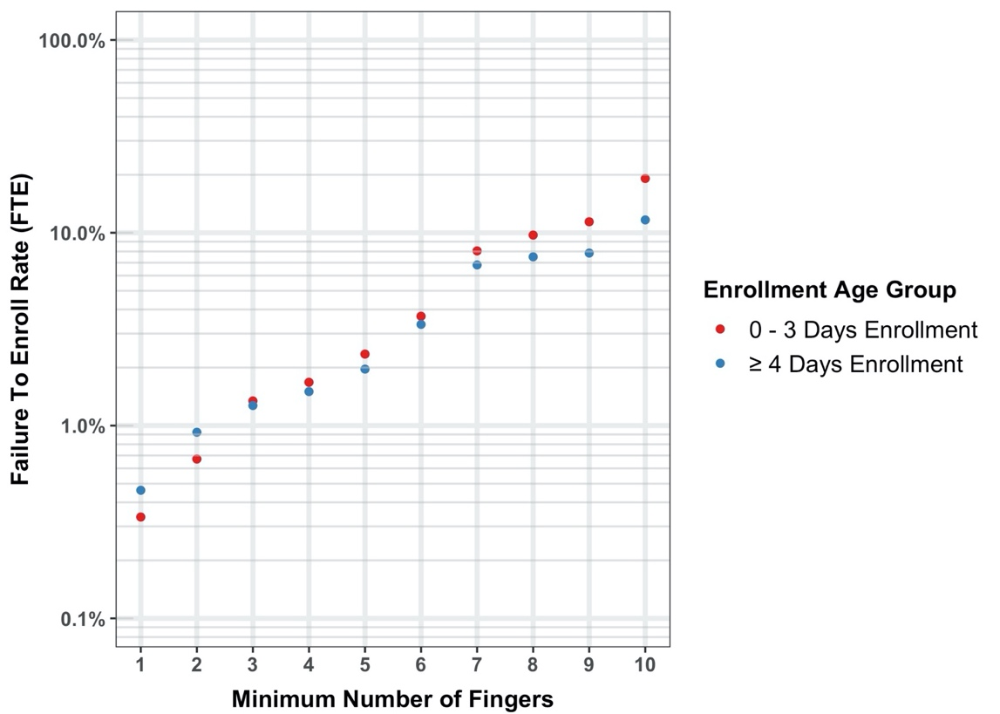 100.0%
10.0%
1.0%
0.1%
Failure To Enroll Rate (FTE)
1 2 3 4 5 6 7 8 9 10
Minimum Number of Fingers
Enrollment Age Group
0 - 3 Days Enrollment
≥ 4 Days Enrollment